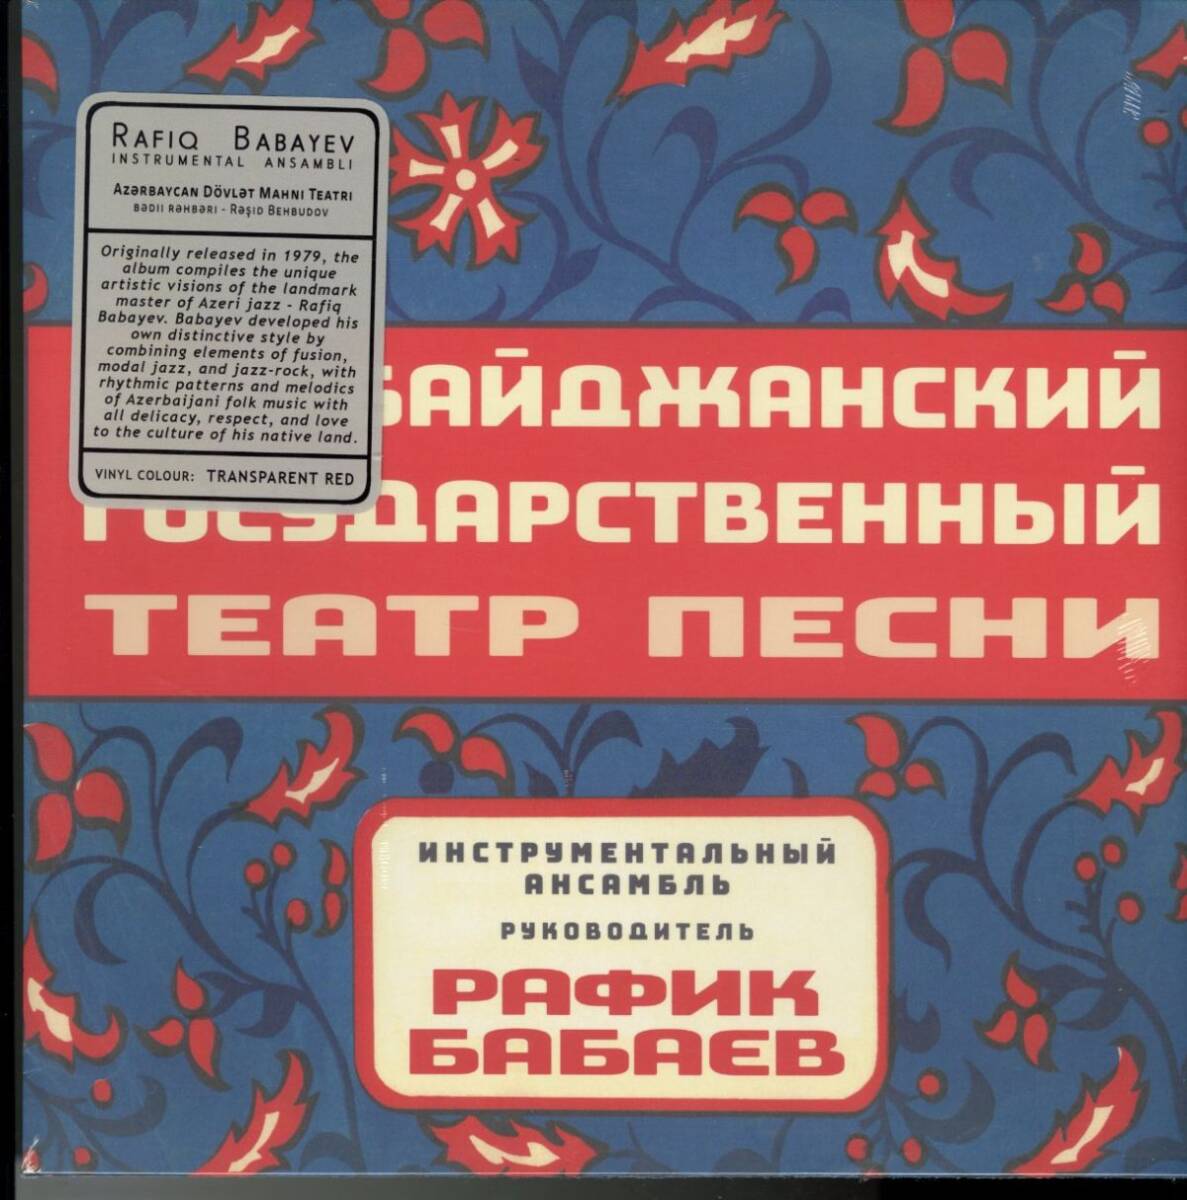 RAFIQ BABAYEV
INSTRUMENTAL ANSAMBLI
AZəRBAYCAN DÖVLəT MAHNI TEATRI
BəDII RəHBəRI - RəŞID BEHBUDOV
Originally released in 1979, the
album compiles the unique
artistic visions of the landmark
master of Azeri jazz - Rafiq
Babayev. Babayev developed his
own distinctive style by
combining elements of fusion,
modal jazz, and jazz-rock, with
rhythmic patterns and melodics
of Azerbaijani folk music with
all delicacy, respect, and love
to the culture of his native land.
VINYL COLOUR: TRANSPARENT RED
БАЙДЖАНСКИЙ
ГОСУДАРСТВЕННЫЙ
ТЕАТР ПЕСНИ
ИНСТРУМЕНТАЛЬНЫЙ
АНСАМБЛЬ
РУКОВОДИТЕЛЬ
РАФИК
БАБАЕВ